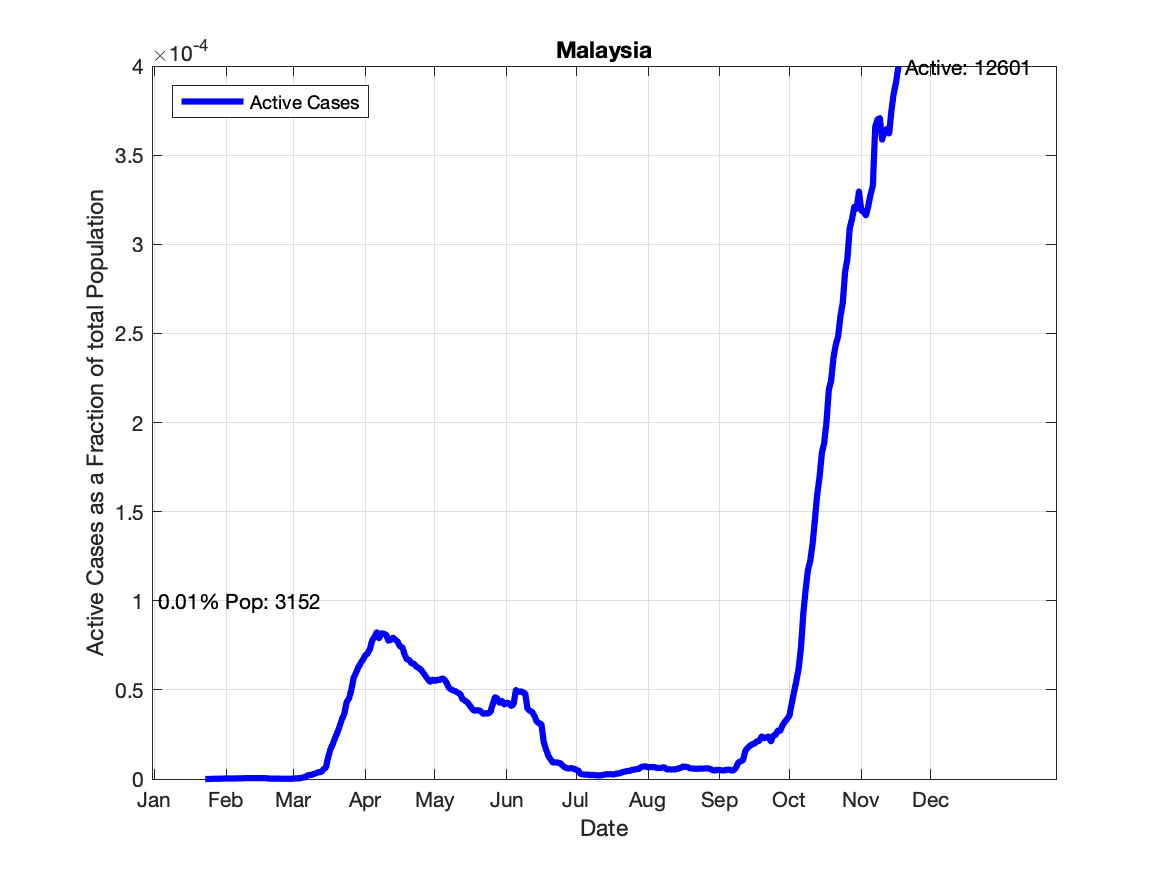 Malaysia
×10-4
Active: 12601
Active Cases
4
3.5
3
2.5
2
1.5
1
0.5
0
0.01% Pop: 3152
Active Cases as a Fraction of total Population
Jan Feb Mar Apr May Jun Jul Aug Sep Oct Nov Dec
Date